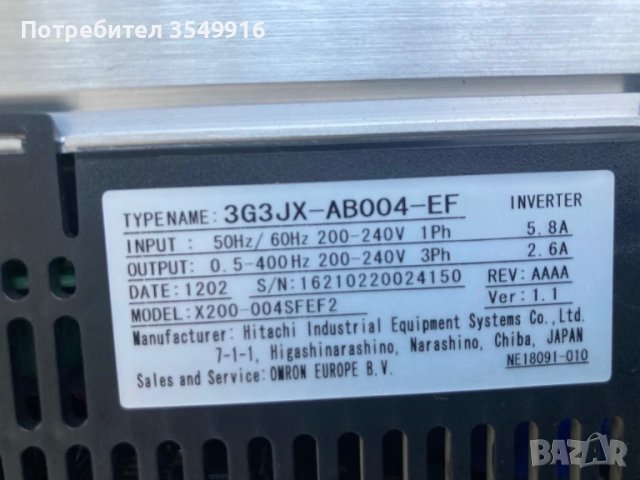 Потребител 3549916
TYPENAME: 3G3JX-AB004-EF INVERTER
INPUT : 50Hz/ 60Hz 200-240V 1Ph 5.8A
OUTPUT: 0.5-400Hz 200-240V 3Ph 2.6A
DATE: 1202 S/N:16210220024150 REV: AAAA
MODEL:X200-004SFEF2 Ver: 1.1
Manufacturer: Hitachi Industrial Equipment Systems Co., Ltd.
7-1-1, Higashinarashino, Narashino, Chiba, JAPAN
NE18091-010
Sales and Service: OMRON EUROPE B.V.
BAZAR
bg